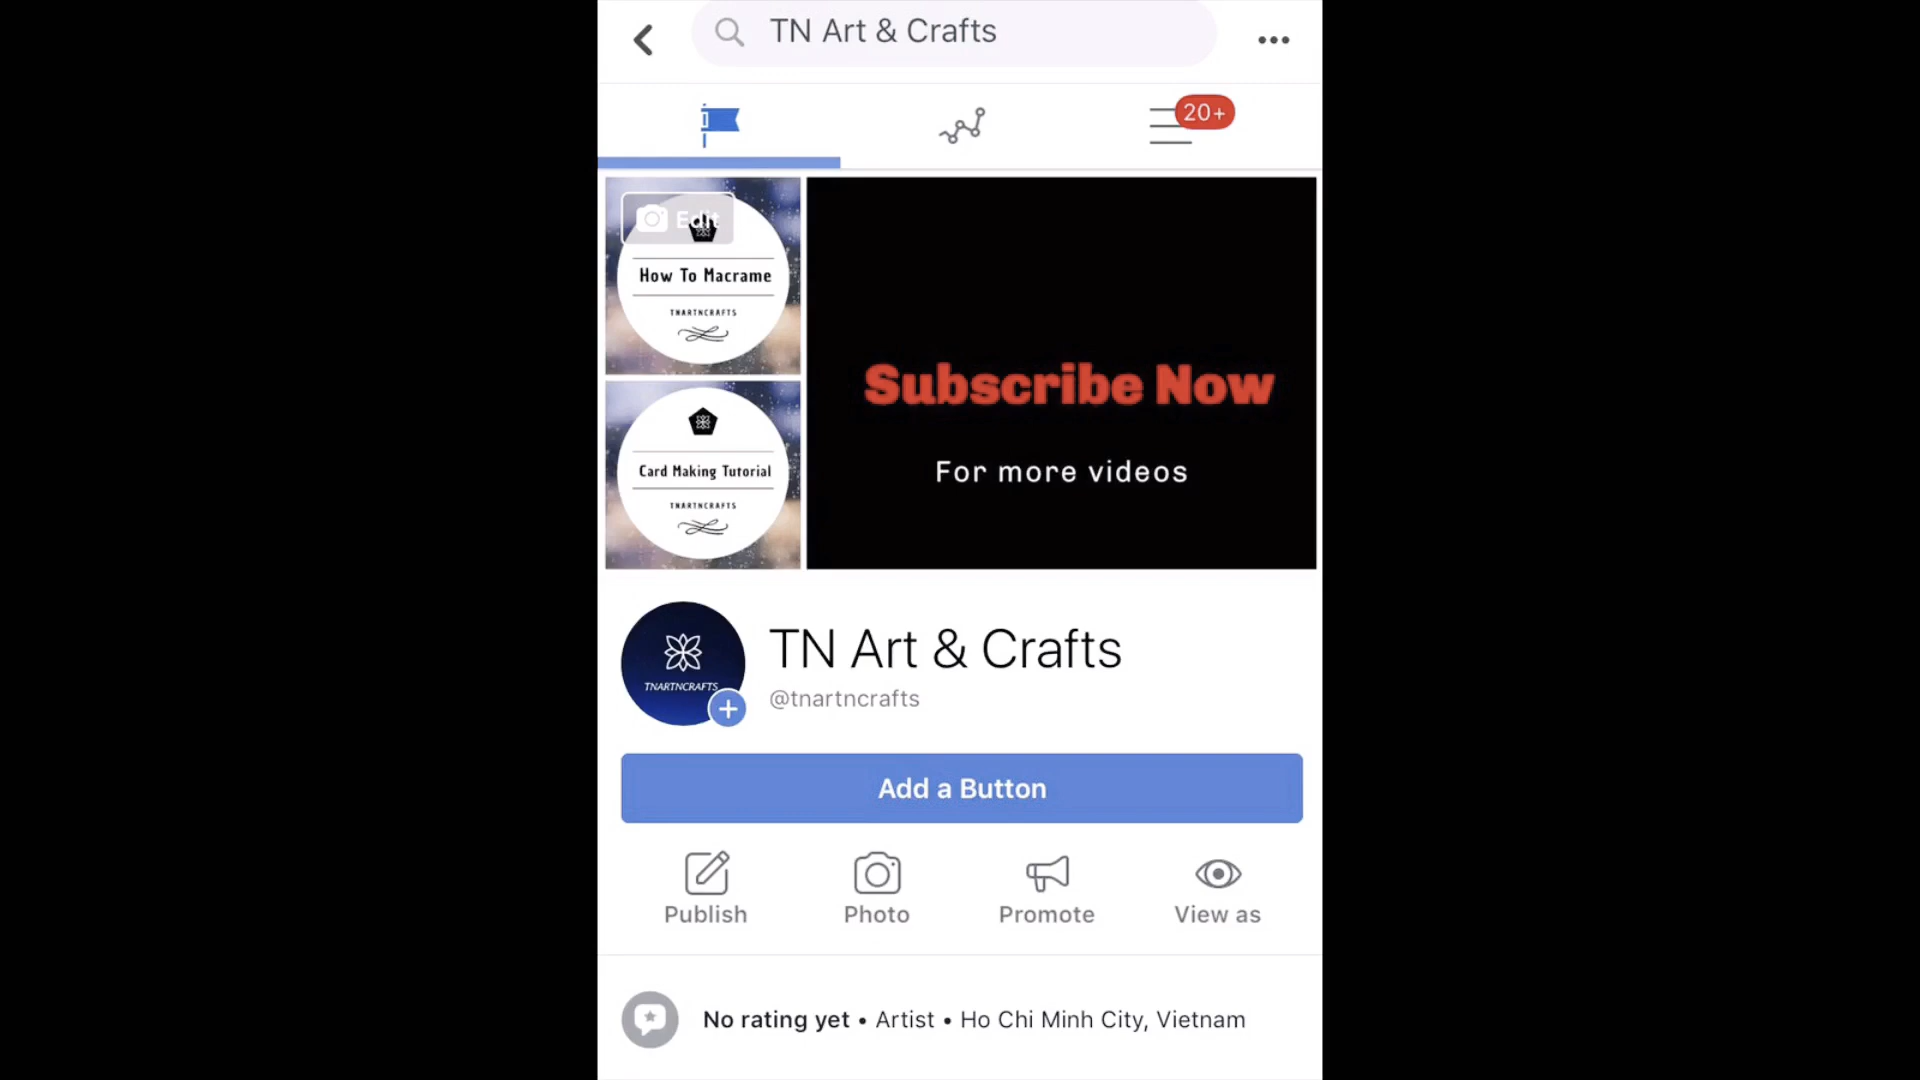 TN Art & Crafts
20+
Edit
How To Macrame
TNARTNCRAFTS
Card Making Tutorial
TNARTNCRAFTS
Subscribe Now
For more videos
TNARTNCRAFTS
TN Art & Crafts
@tnartncrafts
Add a Button
Publish
Photo
Promote
View as
No rating yet • Artist • Ho Chi Minh City, Vietnam